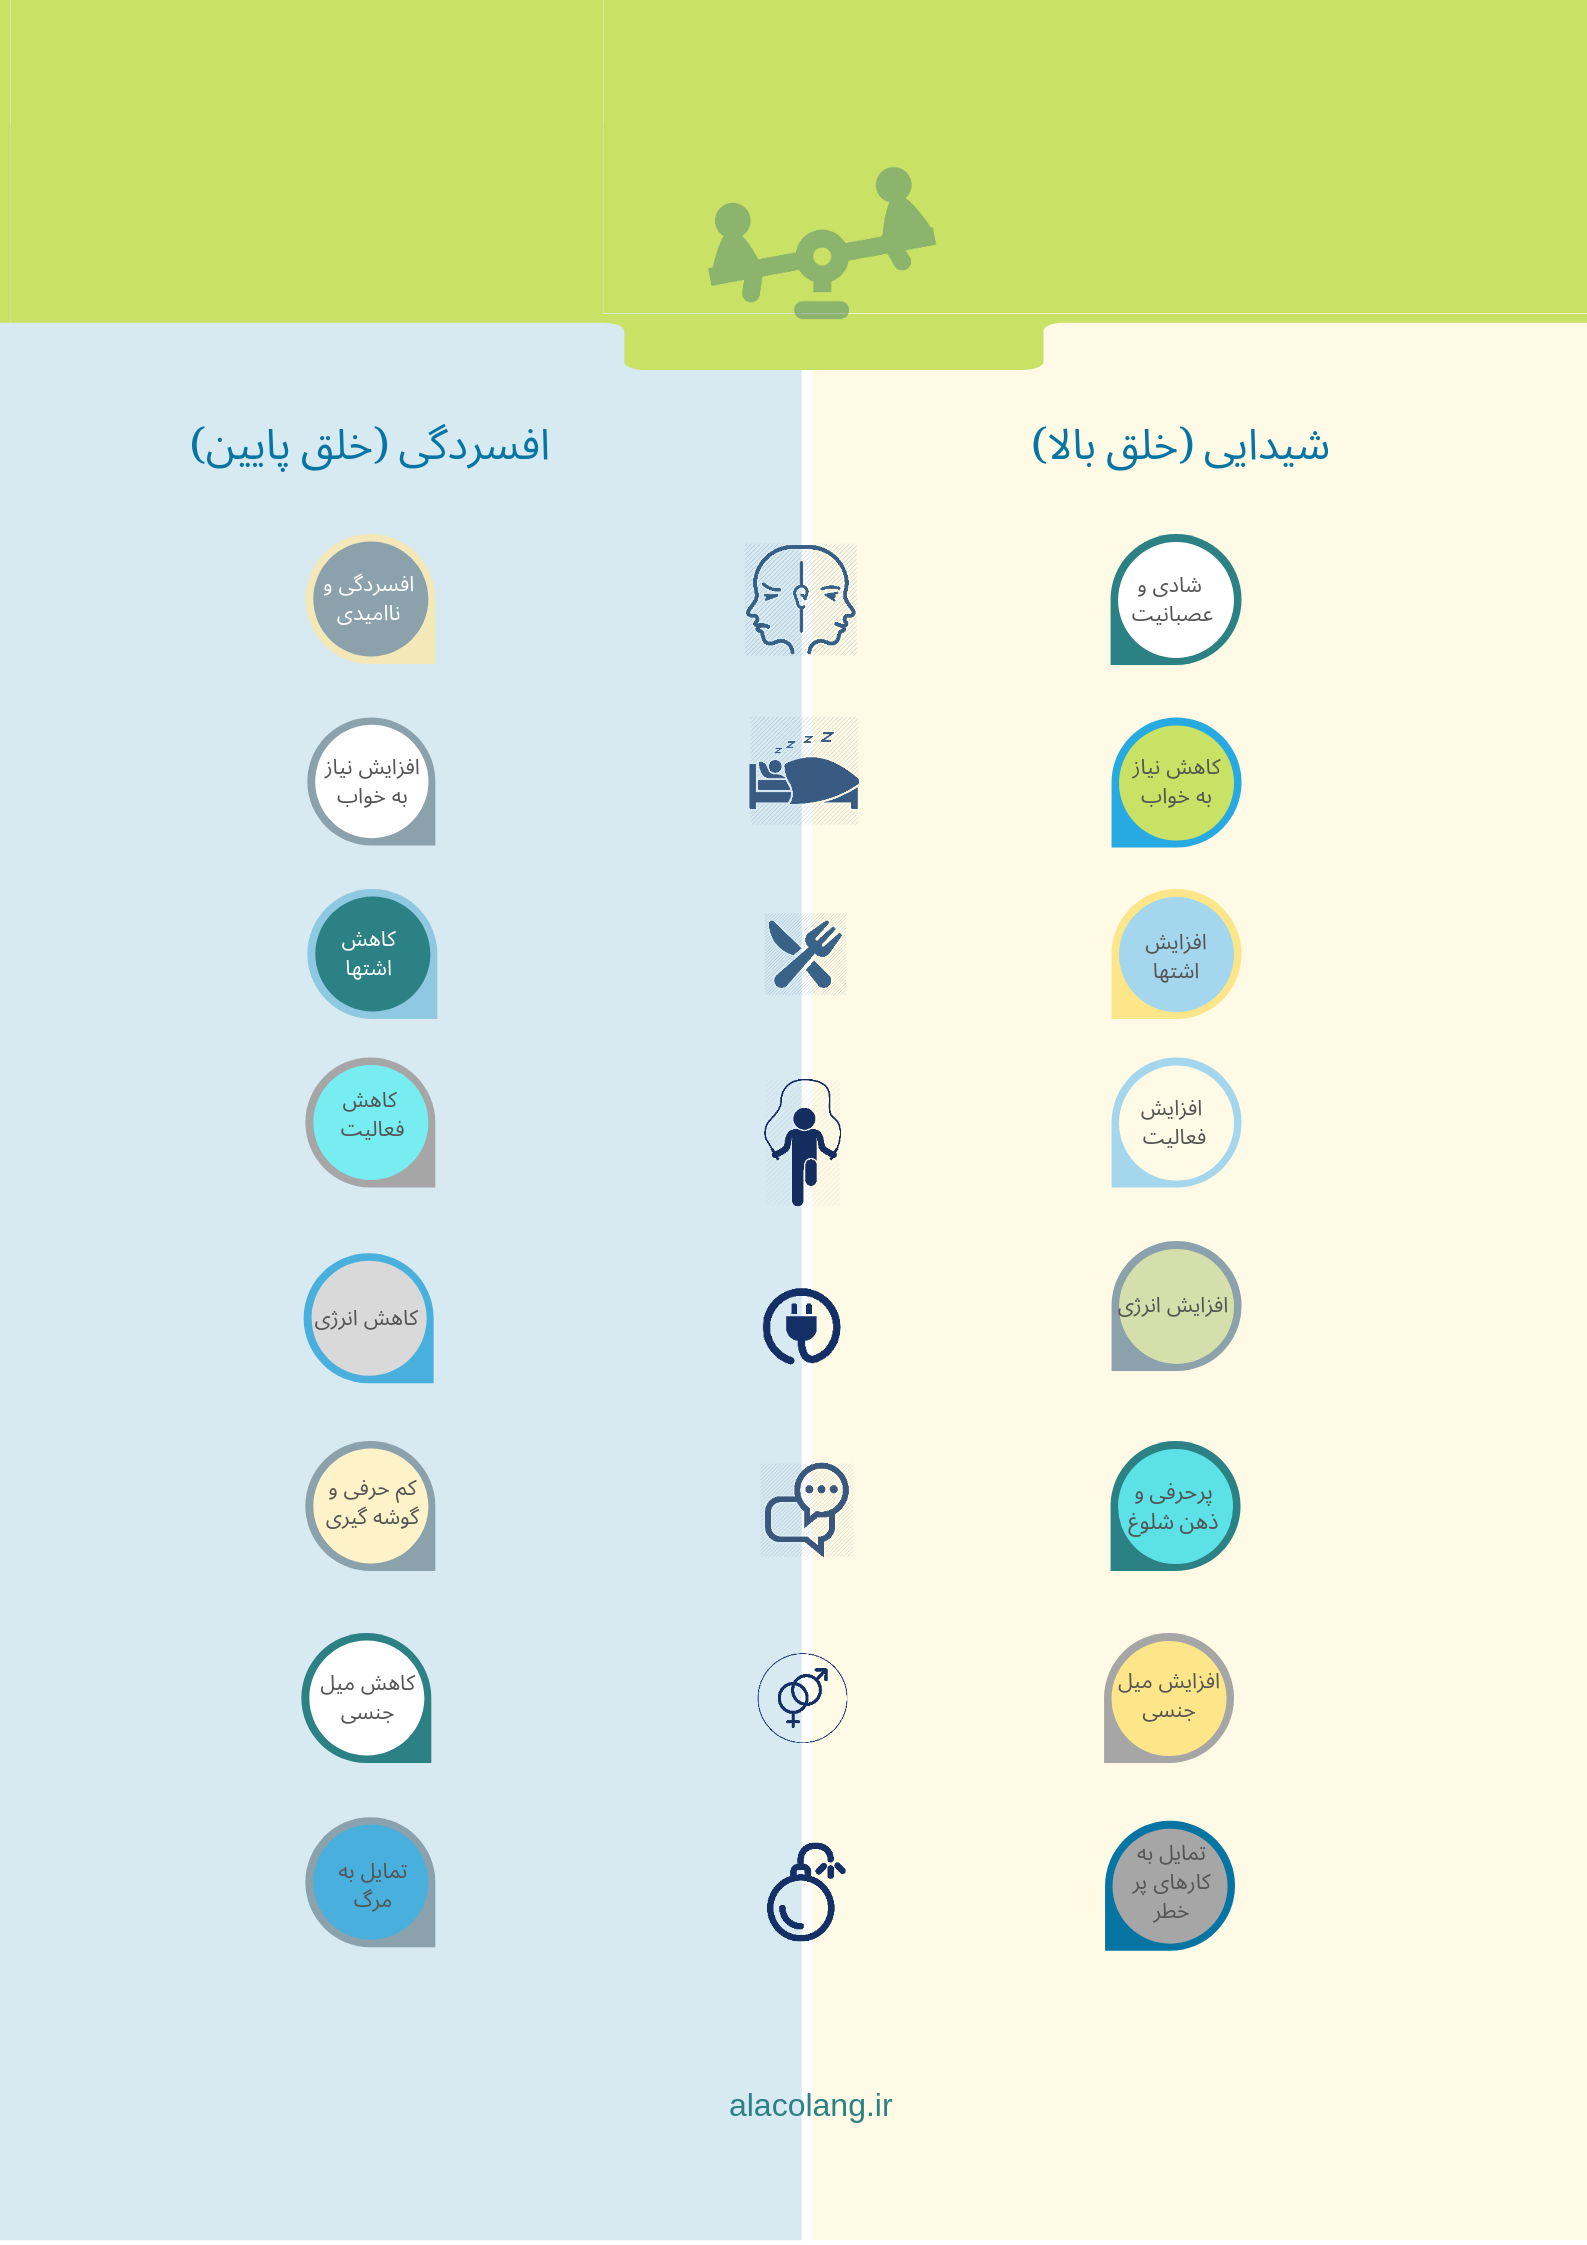 شیدایی (خلق بالا)
افسردگی (خلق پایین)
شادی و
عصبانیت
افسردگی و
ناامیدی
z z z z
کاهش نیاز
به خواب
افزایش نیاز
به خواب
افزایش
اشتها
کاهش
اشتها
افزایش
فعالیت
کاهش
فعالیت
افزایش انرژی
کاهش انرژی
پرحرفی و
ذهن شلوغ
کم حرفی و
گوشه گیری
افزایش میل
جنسی
کاهش میل
جنسی
تمایل به
کارهای پر
خطر
تمایل به
مرگ
alacolang.ir